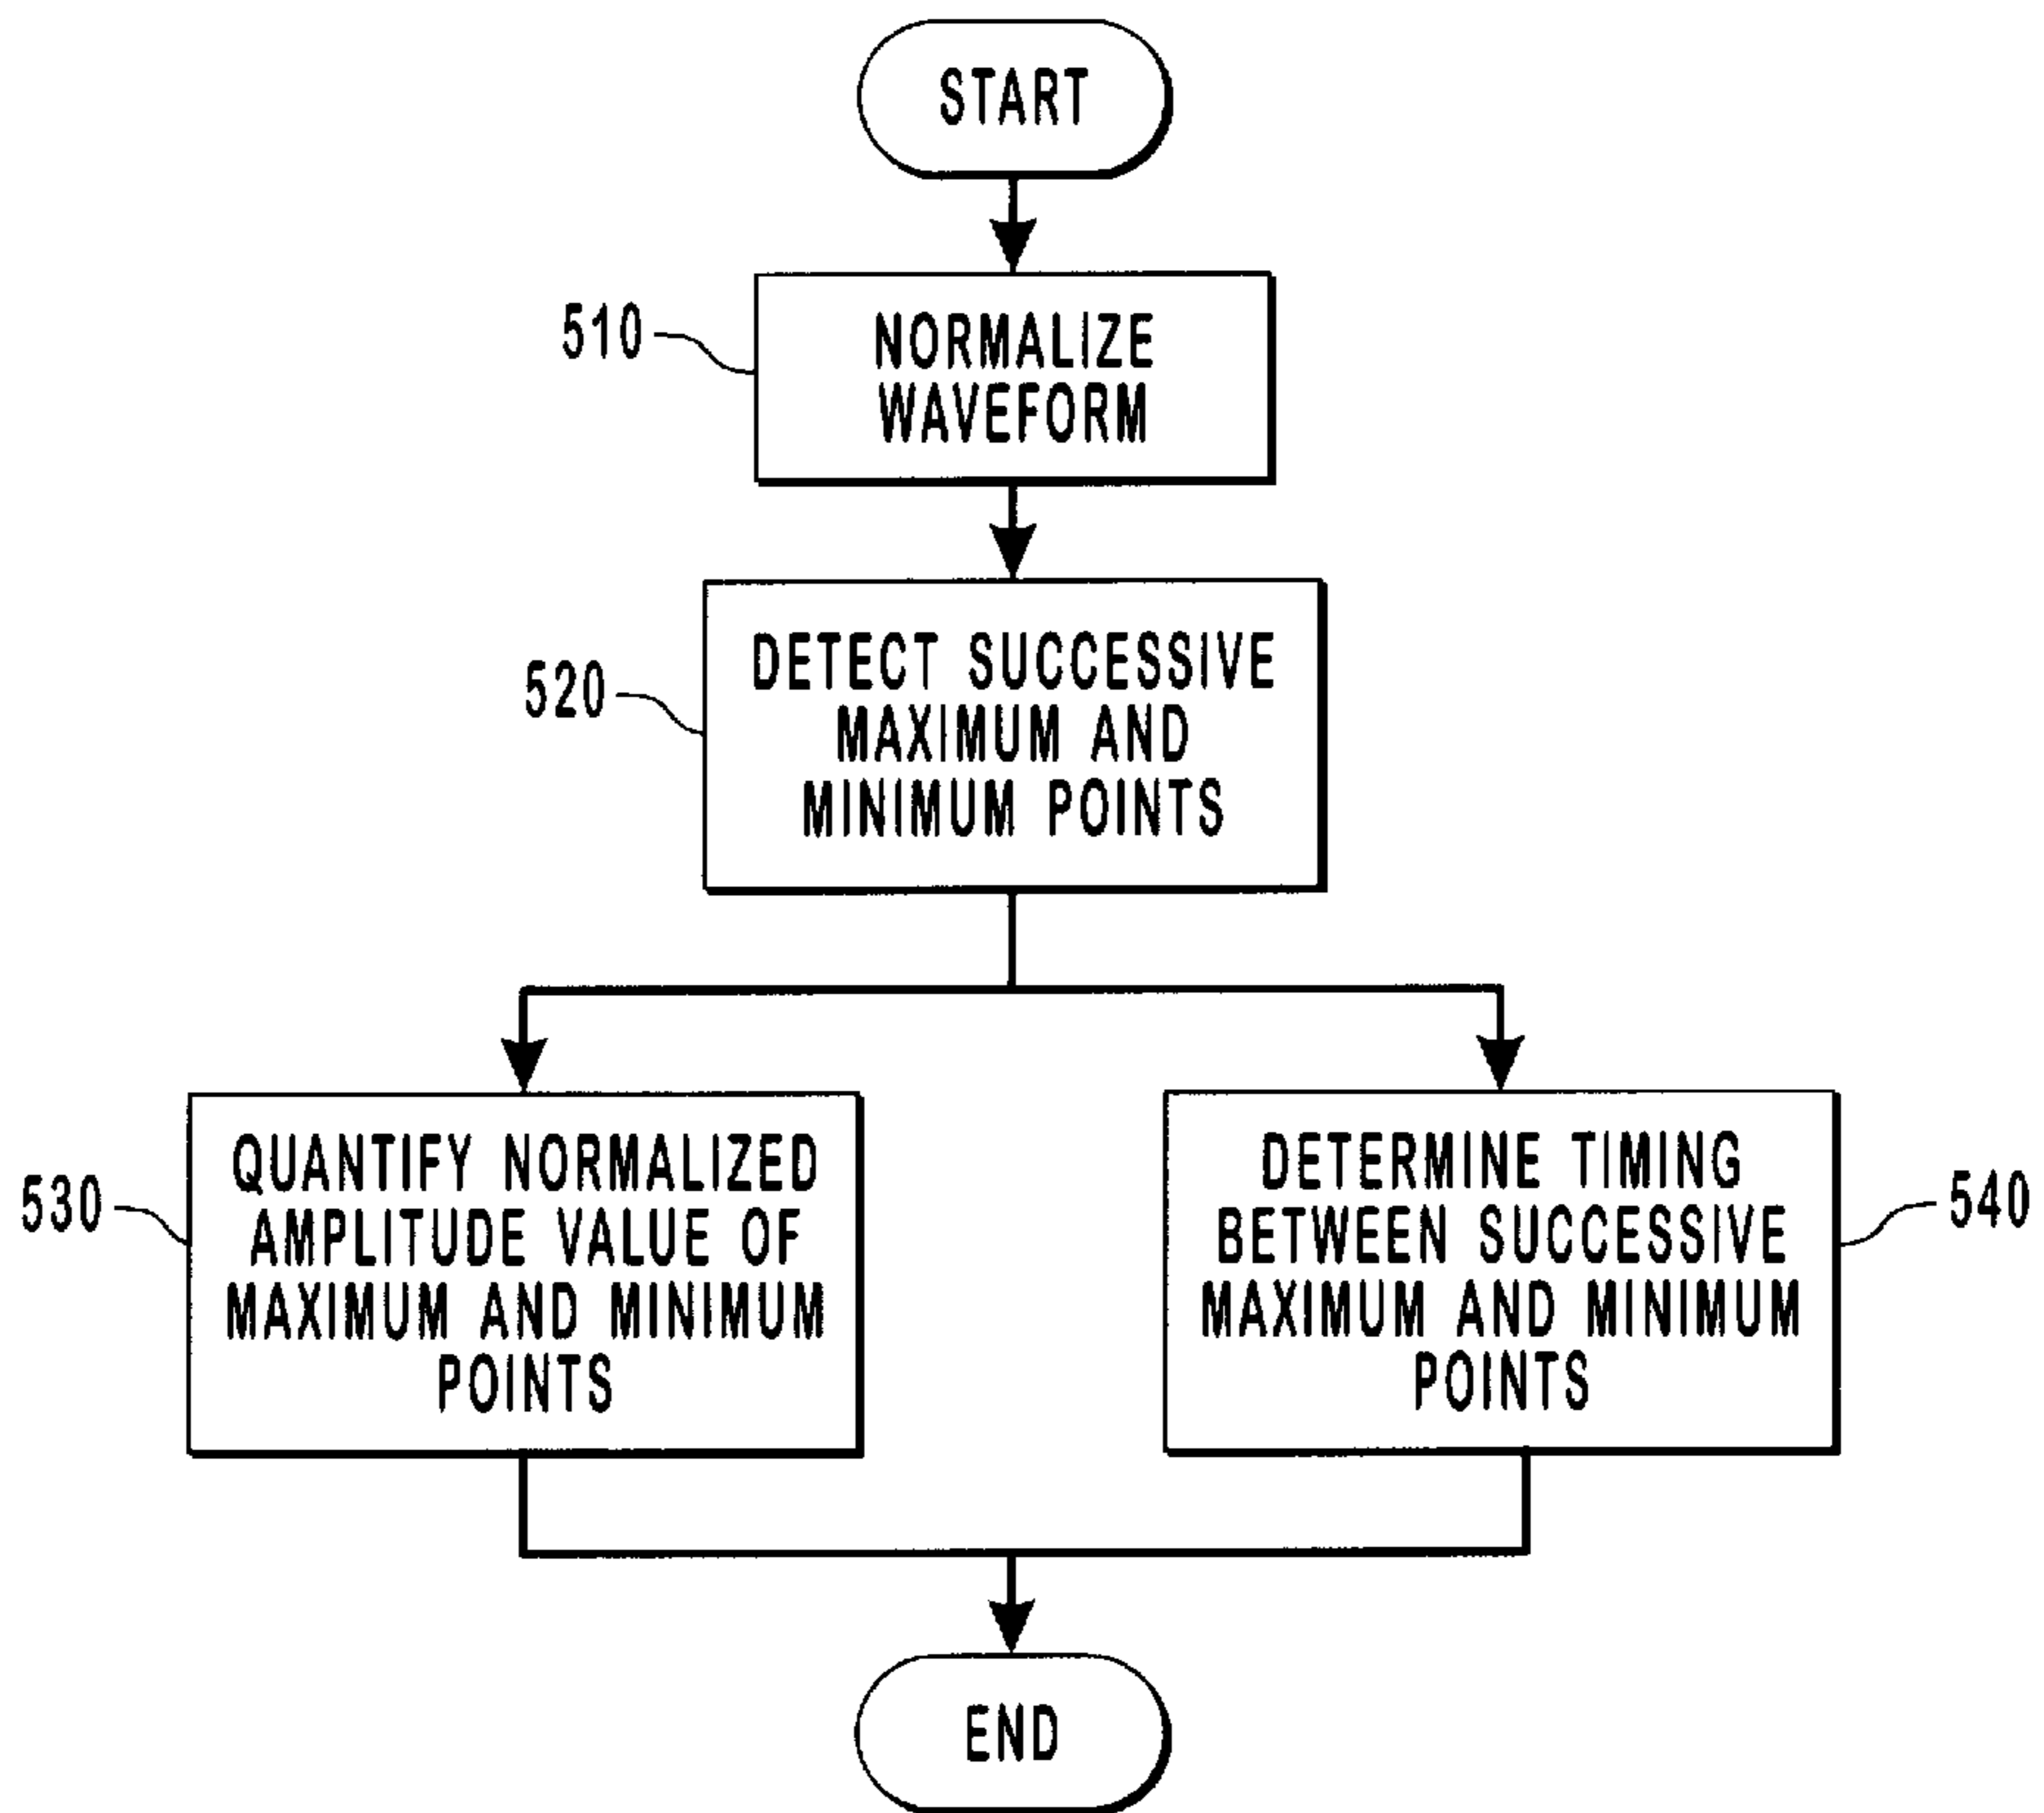 START
510
NORMALIZE
WAVEFORM
520
DETECT SUCCESSIVE
MAXIMUM AND
MINIMUM POINTS
530
QUANTIFY NORMALIZED
AMPLITUDE VALUE OF
MAXIMUM AND MINIMUM
POINTS
DETERMINE TIMING
BETWEEN SUCCESSIVE
MAXIMUM AND MINIMUM
POINTS
540
END